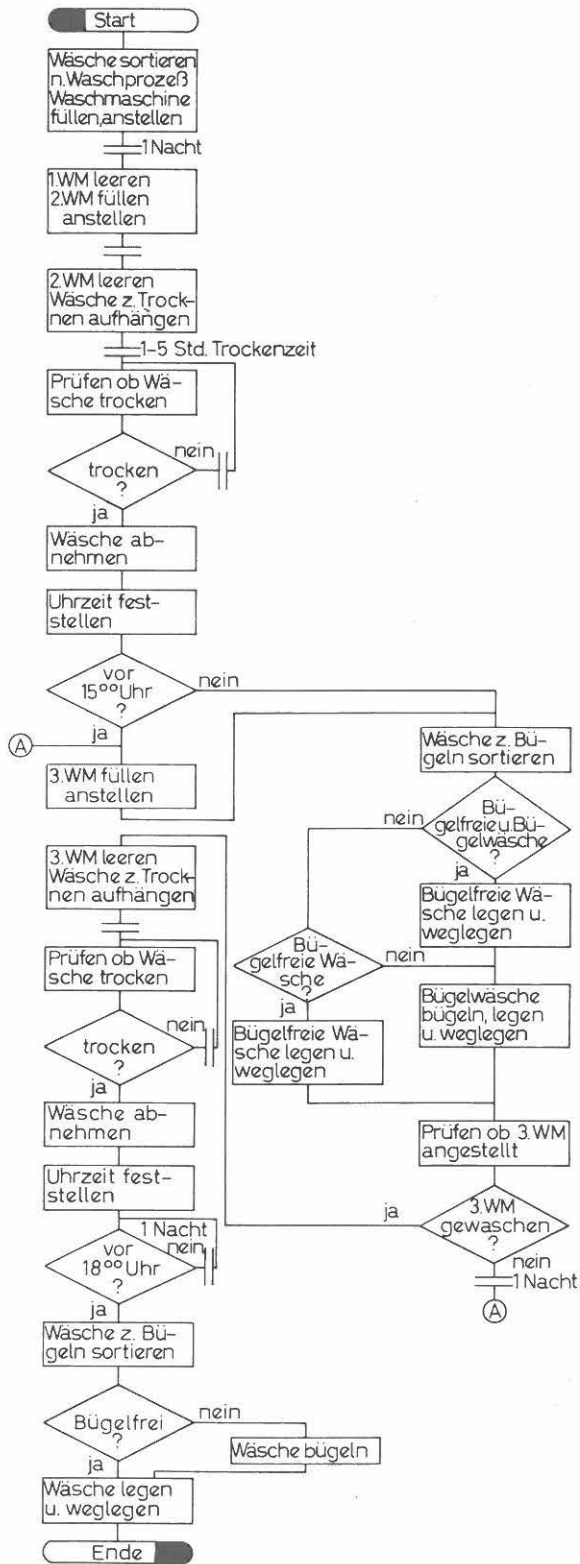 Start
Wäsche sortieren
n.Waschprozeß
Waschmaschine
füllen,anstellen
1 Nacht
1.WM leeren
2.WM füllen
anstellen
2.WM leeren
Wäsche z.Trock-
nen aufhängen
1–5 Std. Trockenzeit
Prüfen ob Wä-
sche trocken
nein
trocken
?
ja
Wäsche ab-
nehmen
Uhrzeit fest-
stellen
vor
15°° Uhr
?
nein
ja
A
3.WM füllen
anstellen
Wäsche z. Bü-
geln sortieren
nein
Bü-
gelfreie u. Bü-
gelwäsche
?
ja
Bügelfreie Wä-
sche legen u.
weglegen
Bü-
gelfreie Wä-
sche
?
nein
ja
Bügelfreie Wä-
sche legen u.
weglegen
Bügelwäsche
bügeln, legen
u. weglegen
Prüfen ob 3.WM
angestellt
3.WM
gewaschen
?
ja
nein
1 Nacht
A
3.WM leeren
Wäsche z.Trock-
nen aufhängen
Prüfen ob Wä-
sche trocken
nein
trocken
?
ja
Wäsche ab-
nehmen
Uhrzeit fest-
stellen
1 Nacht
nein
vor
18°° Uhr
?
ja
Wäsche z. Bü-
geln sortieren
Bügelfrei
?
nein
Wäsche bügeln
ja
Wäsche legen
u. weglegen
Ende